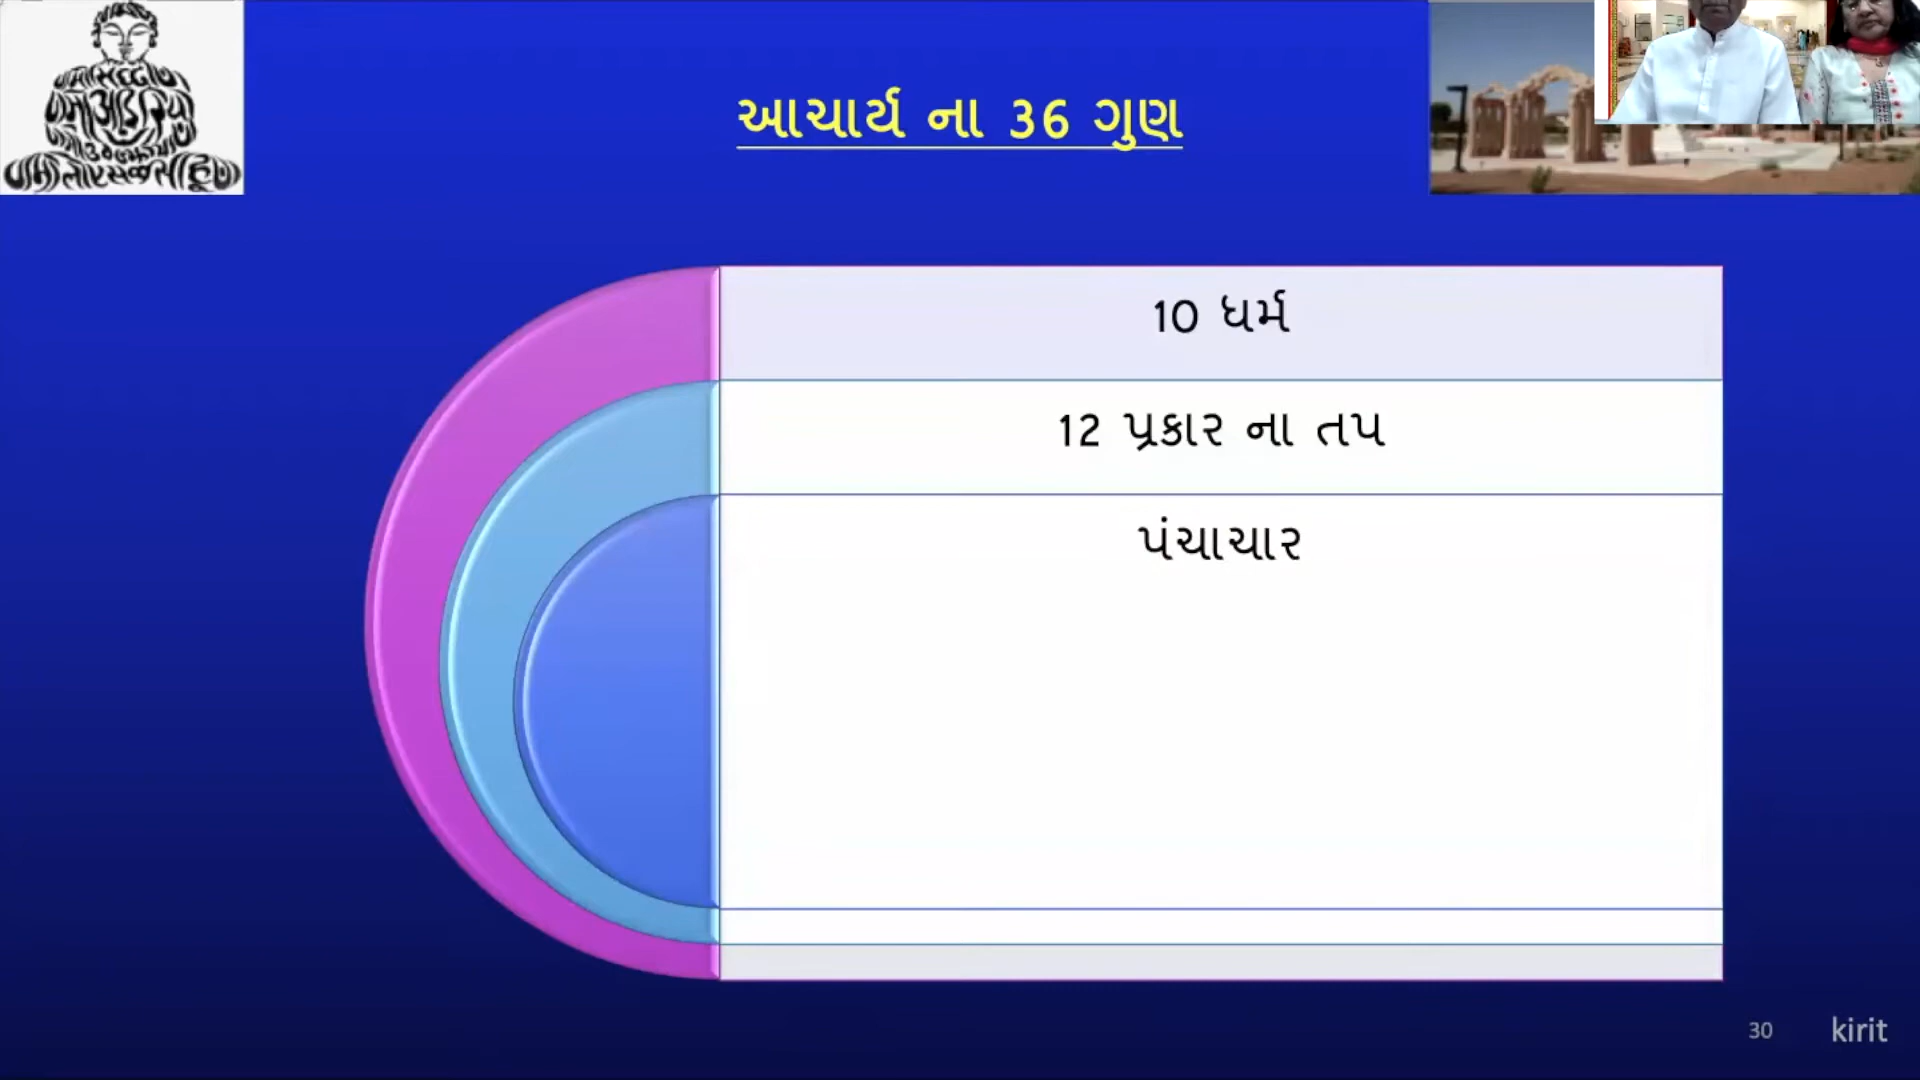 આચાર્ય ના 36 ગુણ
10 ધર્મ
12 પ્રકાર ના તપ
પંચાચાર
30
kirit